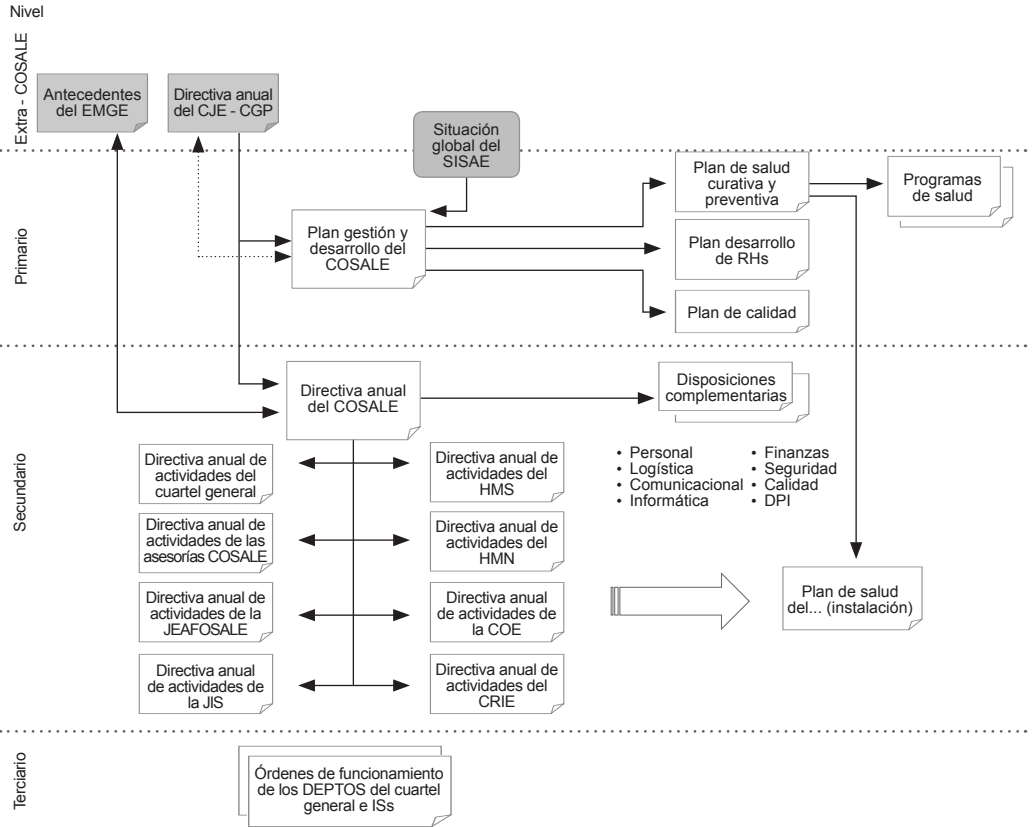 Nivel
Extra - COSALE
Antecedentes
del EMGE
Directiva anual
del CJE - CGP
Situación
global del
SISAE
Primario
Plan gestión y
desarrollo del
COSALE
Plan de salud
curativa y
preventiva
Programas
de salud
Plan desarrollo
de RHs
Plan de calidad
Secundario
Directiva anual
del COSALE
Disposiciones
complementarias
• Personal
• Logística
• Comunicacional
• Informática
• Finanzas
• Seguridad
• Calidad
• DPI
Directiva anual de
actividades del
cuartel general
Directiva anual de
actividades del
HMS
Directiva anual de
actividades de las
asesorías COSALE
Directiva anual de
actividades del
HMN
Directiva anual de
actividades de la
JEAFOSALE
Directiva anual
de actividades de
la COE
Directiva anual
de actividades de
la JIS
Directiva anual de
actividades del
CRIE
Plan de salud
del... (instalación)
Terciario
Órdenes de funcionamiento
de los DEPTOS del cuartel
general e ISs